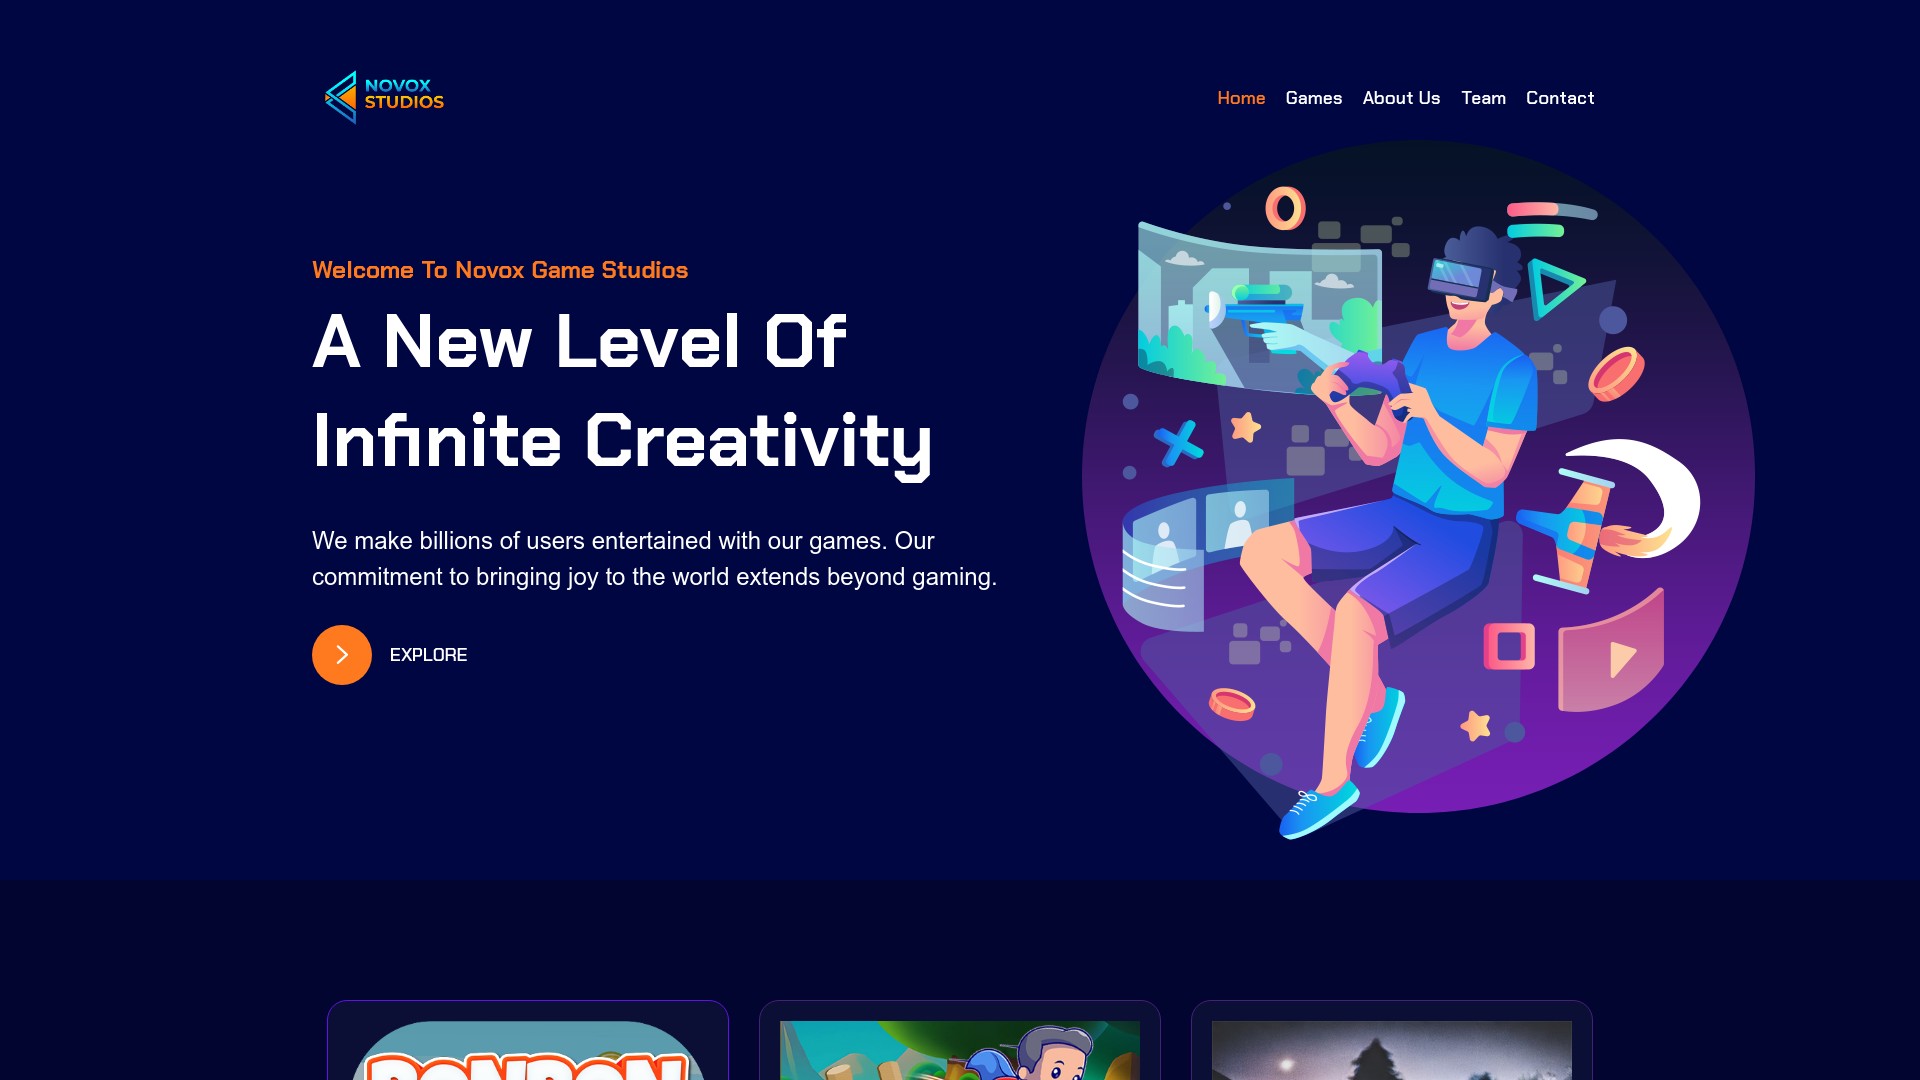 NOVOX
STUDIOS
Home Games About Us Team Contact
Welcome To Novox Game Studios
A New Level Of
Infinite Creativity
We make billions of users entertained with our games. Our
commitment to bringing joy to the world extends beyond gaming.
EXPLORE